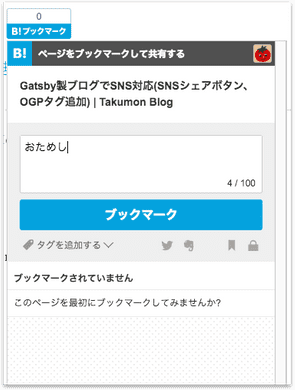 0
B! ブックマーク
B! ページをブックマークして共有する
Gatsby製ブログでSNS対応(SNSシェアボタン、
OGPタグ追加) | Takumon Blog
おためし
4 / 100
ブックマーク
タグを追加する
ブックマークされていません
このページを最初にブックマークしてみませんか?